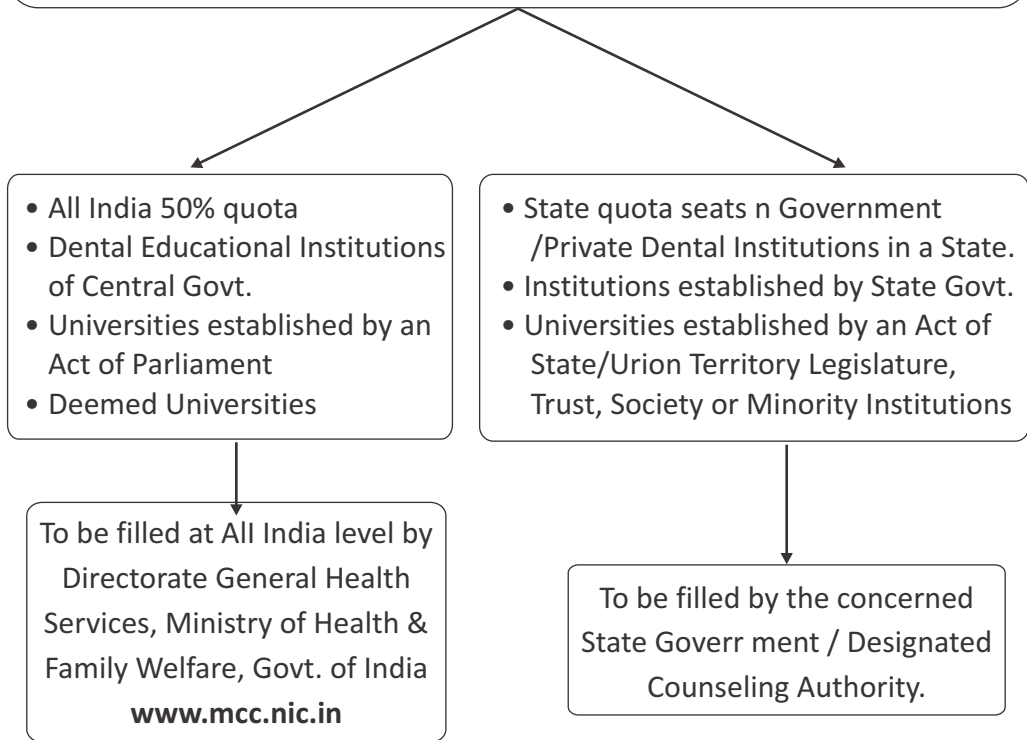 • All India 50% quota
• Dental Educational Institutions
of Central Govt.
• Universities established by an
Act of Parliament
• Deemed Universities
• State quota seats n Government
/Private Dental Institutions in a State.
• Institutions established by State Govt.
• Universities established by an Act of
State/Urion Territory Legislature,
Trust, Society or Minority Institutions
To be filled at AlI India level by
Directorate General Health
Services, Ministry of Health &
Family Welfare, Govt. of India
www.mcc.nic.in
To be filled by the concerned
State Goverr ment / Designated
Counseling Authority.